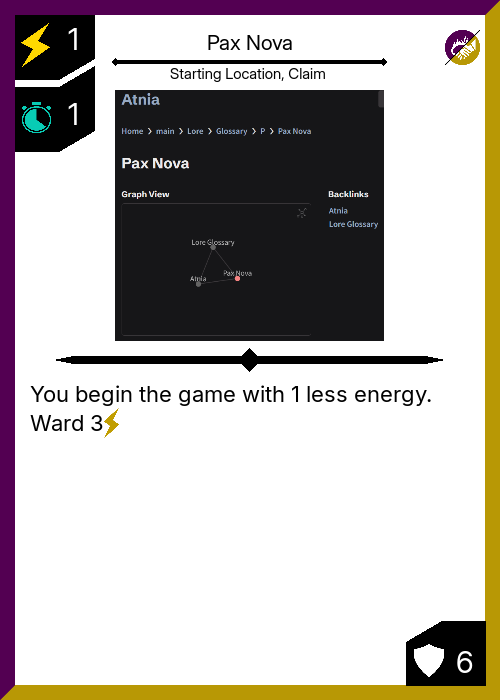 1
Pax Nova
Starting Location, Claim
1
Atnia
Home > main > Lore > Glossary > P > Pax Nova
Pax Nova
Graph View
Backlinks
Atnia
Lore Glossary
Lore Glossary
Pax Nova
Atnia
You begin the game with 1 less energy.
Ward 3
6